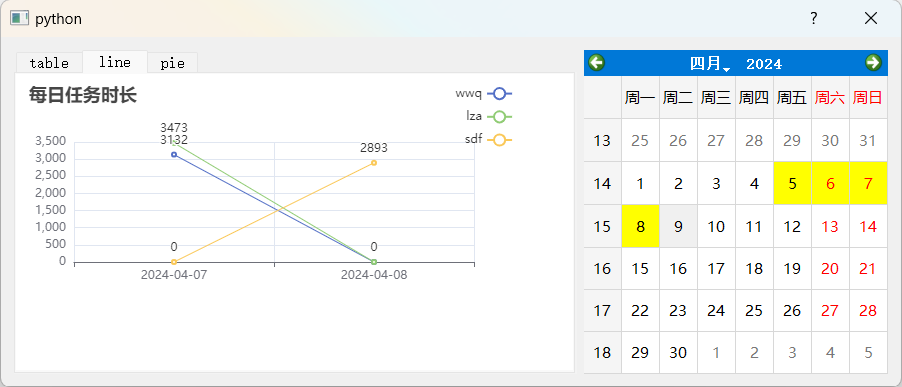 python
?
table line pie
每日任务时长
wwq
lza
sdf
3473
3132
2893
3,500
3,000
2,500
2,000
1,500
1,000
500
0
0 0
2024-04-07 2024-04-08
四月 2024
周一 周二 周三 周四 周五 周六 周日
13 25 26 27 28 29 30 31
14 1 2 3 4 5 6 7
15 8 9 10 11 12 13 14
16 15 16 17 18 19 20 21
17 22 23 24 25 26 27 28
18 29 30 1 2 3 4 5